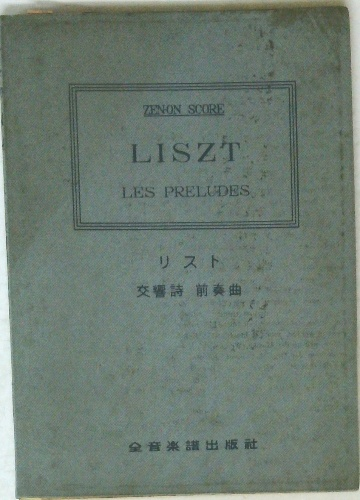 ZEN-ON SCORE
LISZT
LES PRELUDES
リスト
交響詩 前奏曲
全音楽譜出版社